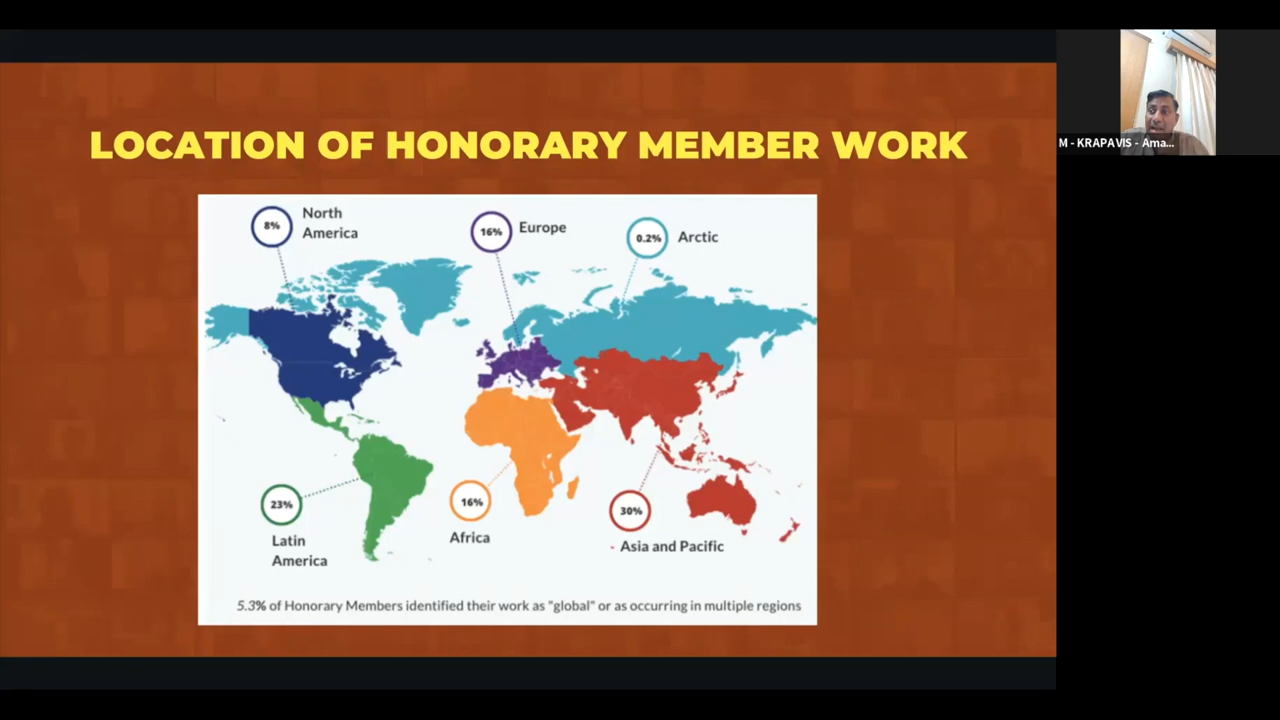 LOCATION OF HONORARY MEMBER WORK
8%
North
America
16%
Europe
0.2%
Arctic
23%
Latin
America
16%
Africa
30%
- Asia and Pacific
5.3% of Honorary Members identified their work as "global" or as occurring in multiple regions
M - KRAPAVIS - Ama...